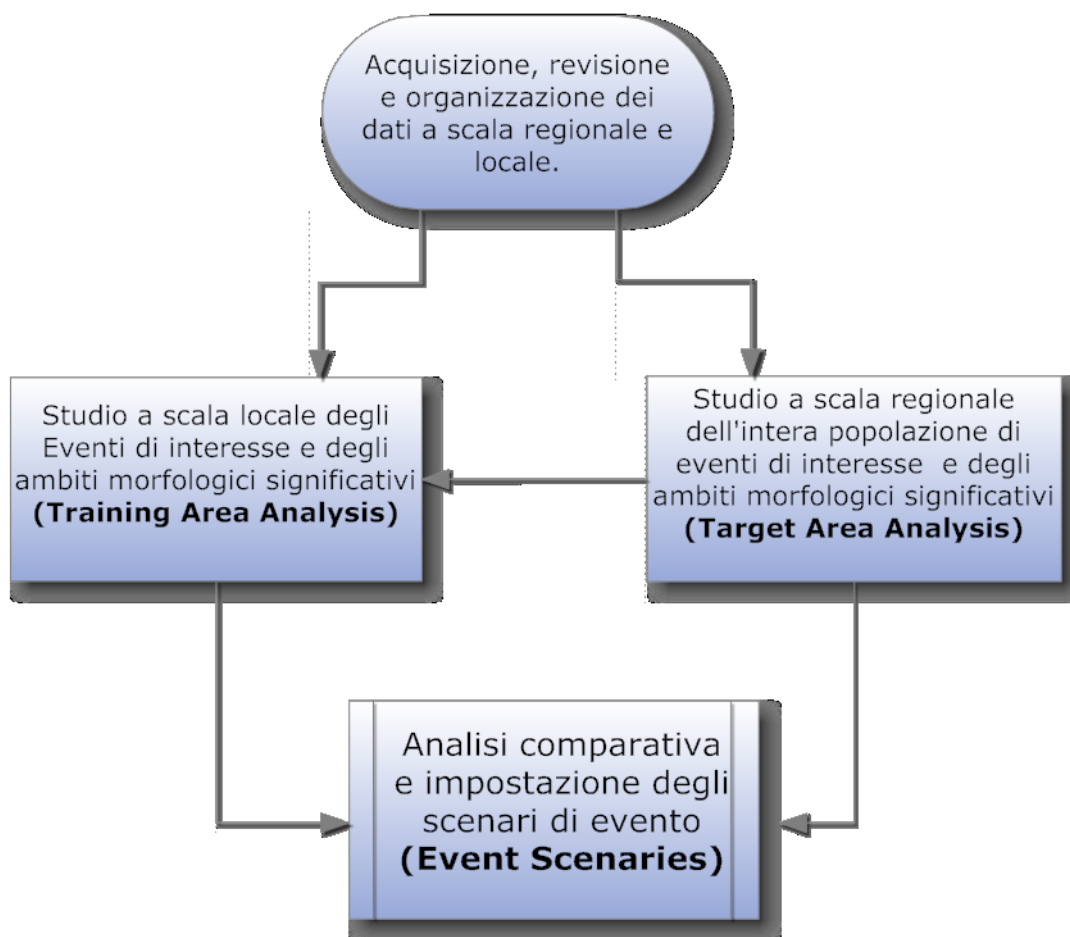 Acquisizione, revisione
e organizzazione dei
dati a scala regionale e
locale.
Studio a scala locale degli
Eventi di interesse e degli
ambiti morfologici significativi
(Training Area Analysis)
Studio a scala regionale
dell'intera popolazione di
eventi di interesse e degli
ambiti morfologici significativi
(Target Area Analysis)
Analisi comparativa
e impostazione degli
scenari di evento
(Event Scenaries)